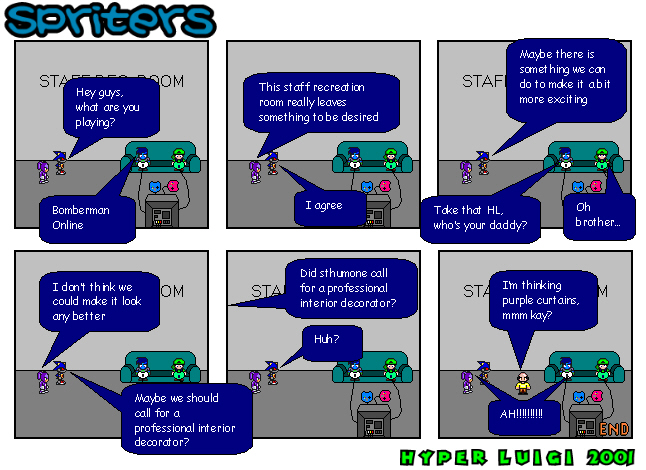 Spriters
STAFF REC ROOM
Hey guys,
what are you
playing?
Bomberman
Online
This staff recreation
room really leaves
something to be desired
I agree
STAF
Maybe there is
something we can
do to make it a bit
more exciting
Take that HL,
who's your daddy?
Oh
brother...
OM
I don't think we
could make it look
any better
Maybe we should
call for a
professional interior
decorator?
STA
Did sthumone call
for a professional
interior decorator?
Huh?
STA
M
I'm thinking
purple curtains,
mmm kay?
AH!!!!!!!!!!
END
HYPER LUIGI 2001